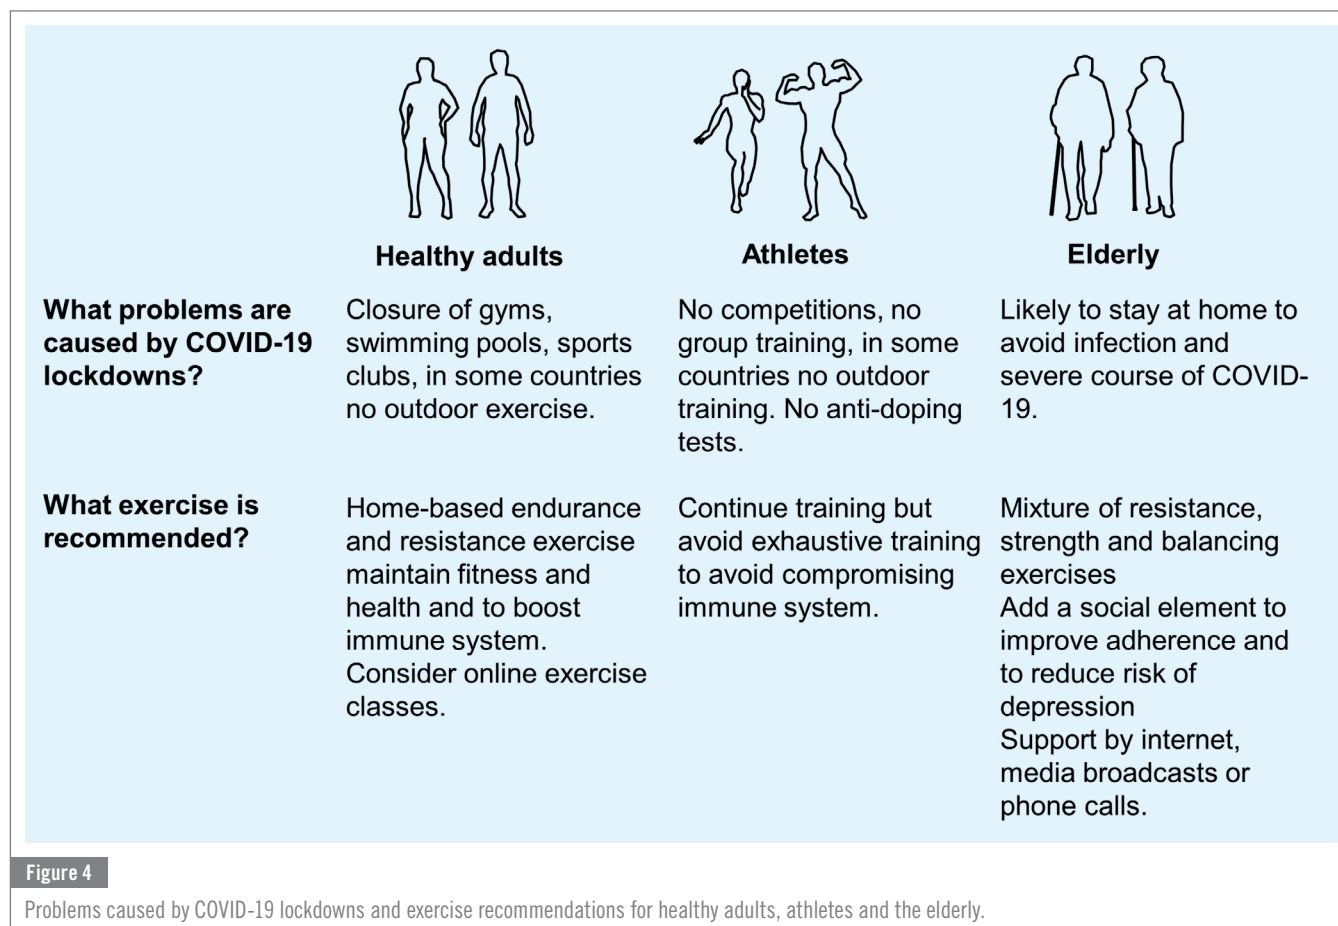 Healthy adults
Athletes
Elderly
What problems are
caused by COVID-19
lockdowns?
Closure of gyms,
swimming pools, sports
clubs, in some countries
no outdoor exercise.
No competitions, no
group training, in some
countries no outdoor
training. No anti-doping
tests.
Likely to stay at home to
avoid infection and
severe course of COVID-
19.
What exercise is
recommended?
Home-based endurance
and resistance exercise
maintain fitness and
health and to boost
immune system.
Consider online exercise
classes.
Continue training but
avoid exhaustive training
to avoid compromising
immune system.
Mixture of resistance,
strength and balancing
exercises
Add a social element to
improve adherence and
to reduce risk of
depression
Support by internet,
media broadcasts or
phone calls.
Figure 4
Problems caused by COVID-19 lockdowns and exercise recommendations for healthy adults, athletes and the elderly.